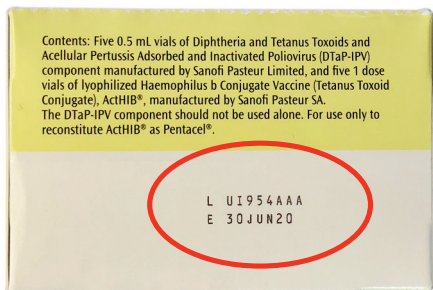 Contents: Five 0.5 mL vials of Diphtheria and Tetanus Toxoids and
Acellular Pertussis Adsorbed and Inactivated Poliovirus (DTaP-IPV)
component manufactured by Sanofi Pasteur Limited, and five 1 dose
vials of lyophilized Haemophilus b Conjugate Vaccine (Tetanus Toxoid
Conjugate), ActHIB®, manufactured by Sanofi Pasteur SA.
The DTaP-IPV component should not be used alone. For use only to
reconstitute ActHIB® as Pentacel®.
L UI954AAA
E 30JUN20